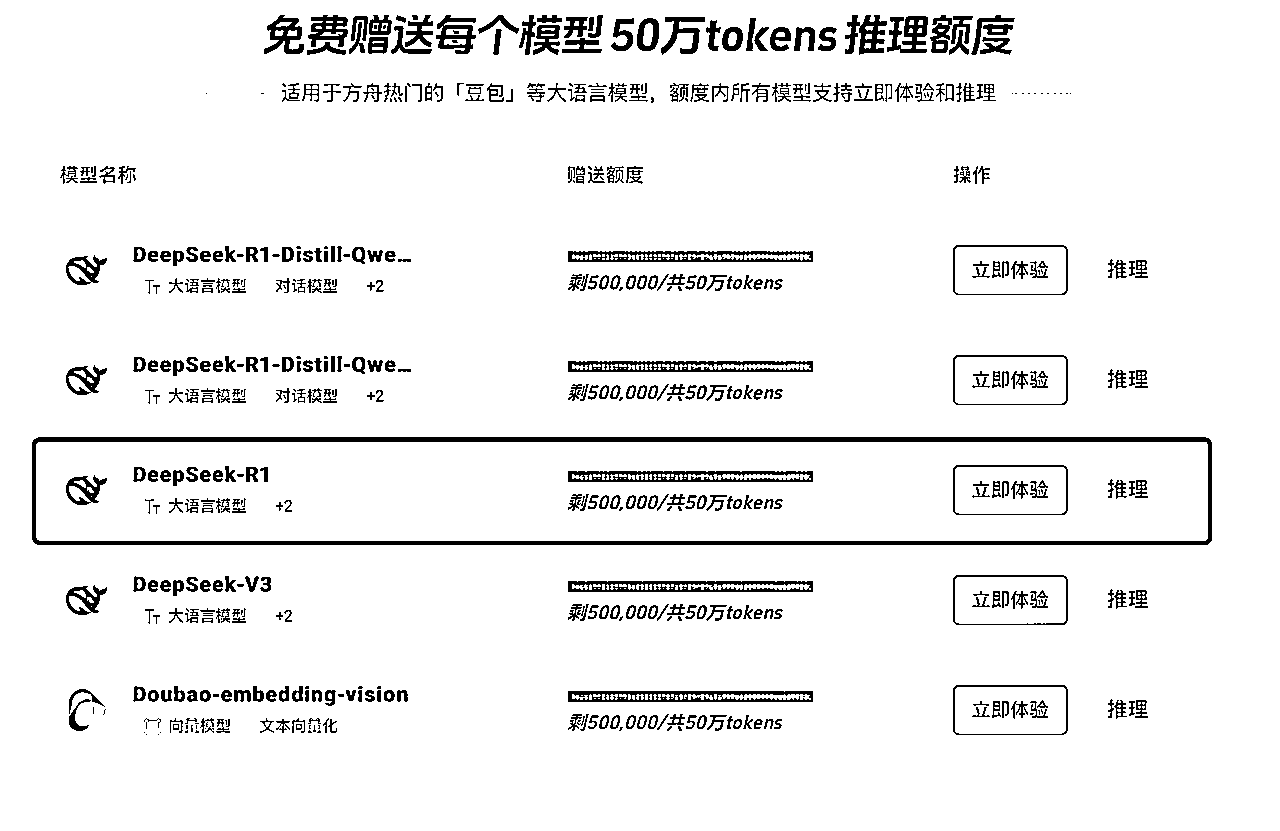 免费赠送每个模型 50万tokens 推理额度
适用于方舟热门的「豆包」等大语言模型，额度内所有模型支持立即体验和推理
模型名称 赠送额度 操作
DeepSeek-R1-Distill-Qwe...
大语言模型 对话模型 +2
剩500,000/共50万tokens
立即体验 推理
DeepSeek-R1-Distill-Qwe...
大语言模型 对话模型 +2
剩500,000/共50万tokens
立即体验 推理
DeepSeek-R1
大语言模型 +2
剩500,000/共50万tokens
立即体验 推理
DeepSeek-V3
大语言模型 +2
剩500,000/共50万tokens
立即体验 推理
Doubao-embedding-vision
向量模型 文本向量化
剩500,000/共50万tokens
立即体验 推理